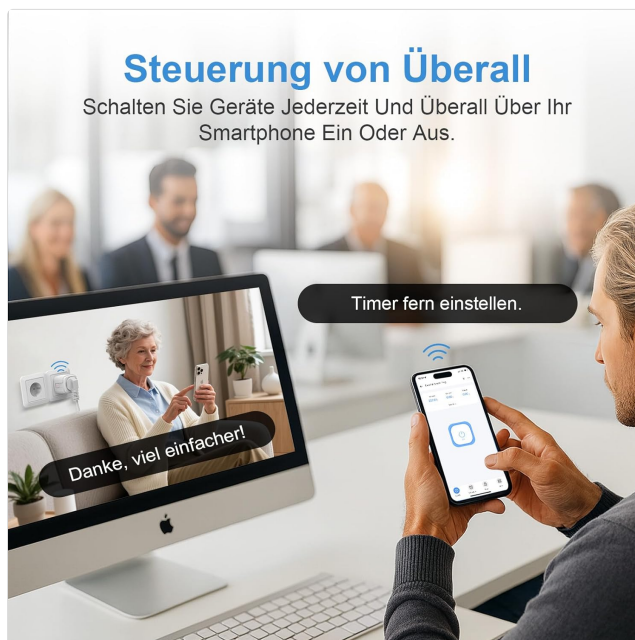 Steuerung von Überall
Schalten Sie Geräte Jederzeit Und Überall Über Ihr
Smartphone Ein Oder Aus.
Timer fern einstellen.
Danke, viel einfacher!